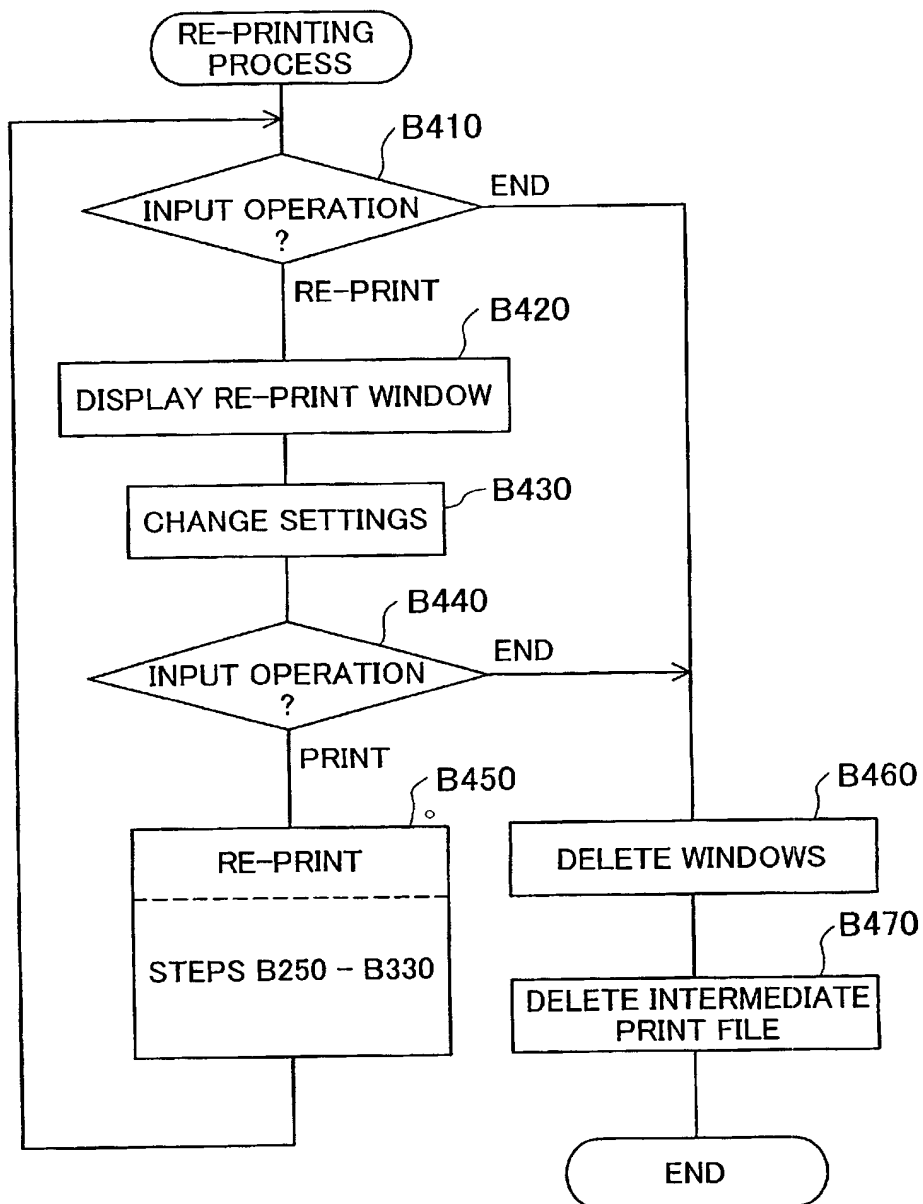 RE-PRINTING
PROCESS
B410
INPUT OPERATION
?
END
RE-PRINT
B420
DISPLAY RE-PRINT WINDOW
B430
CHANGE SETTINGS
B440
INPUT OPERATION
?
END
PRINT
B450
RE-PRINT
STEPS B250 – B330
B460
DELETE WINDOWS
B470
DELETE INTERMEDIATE
PRINT FILE
END